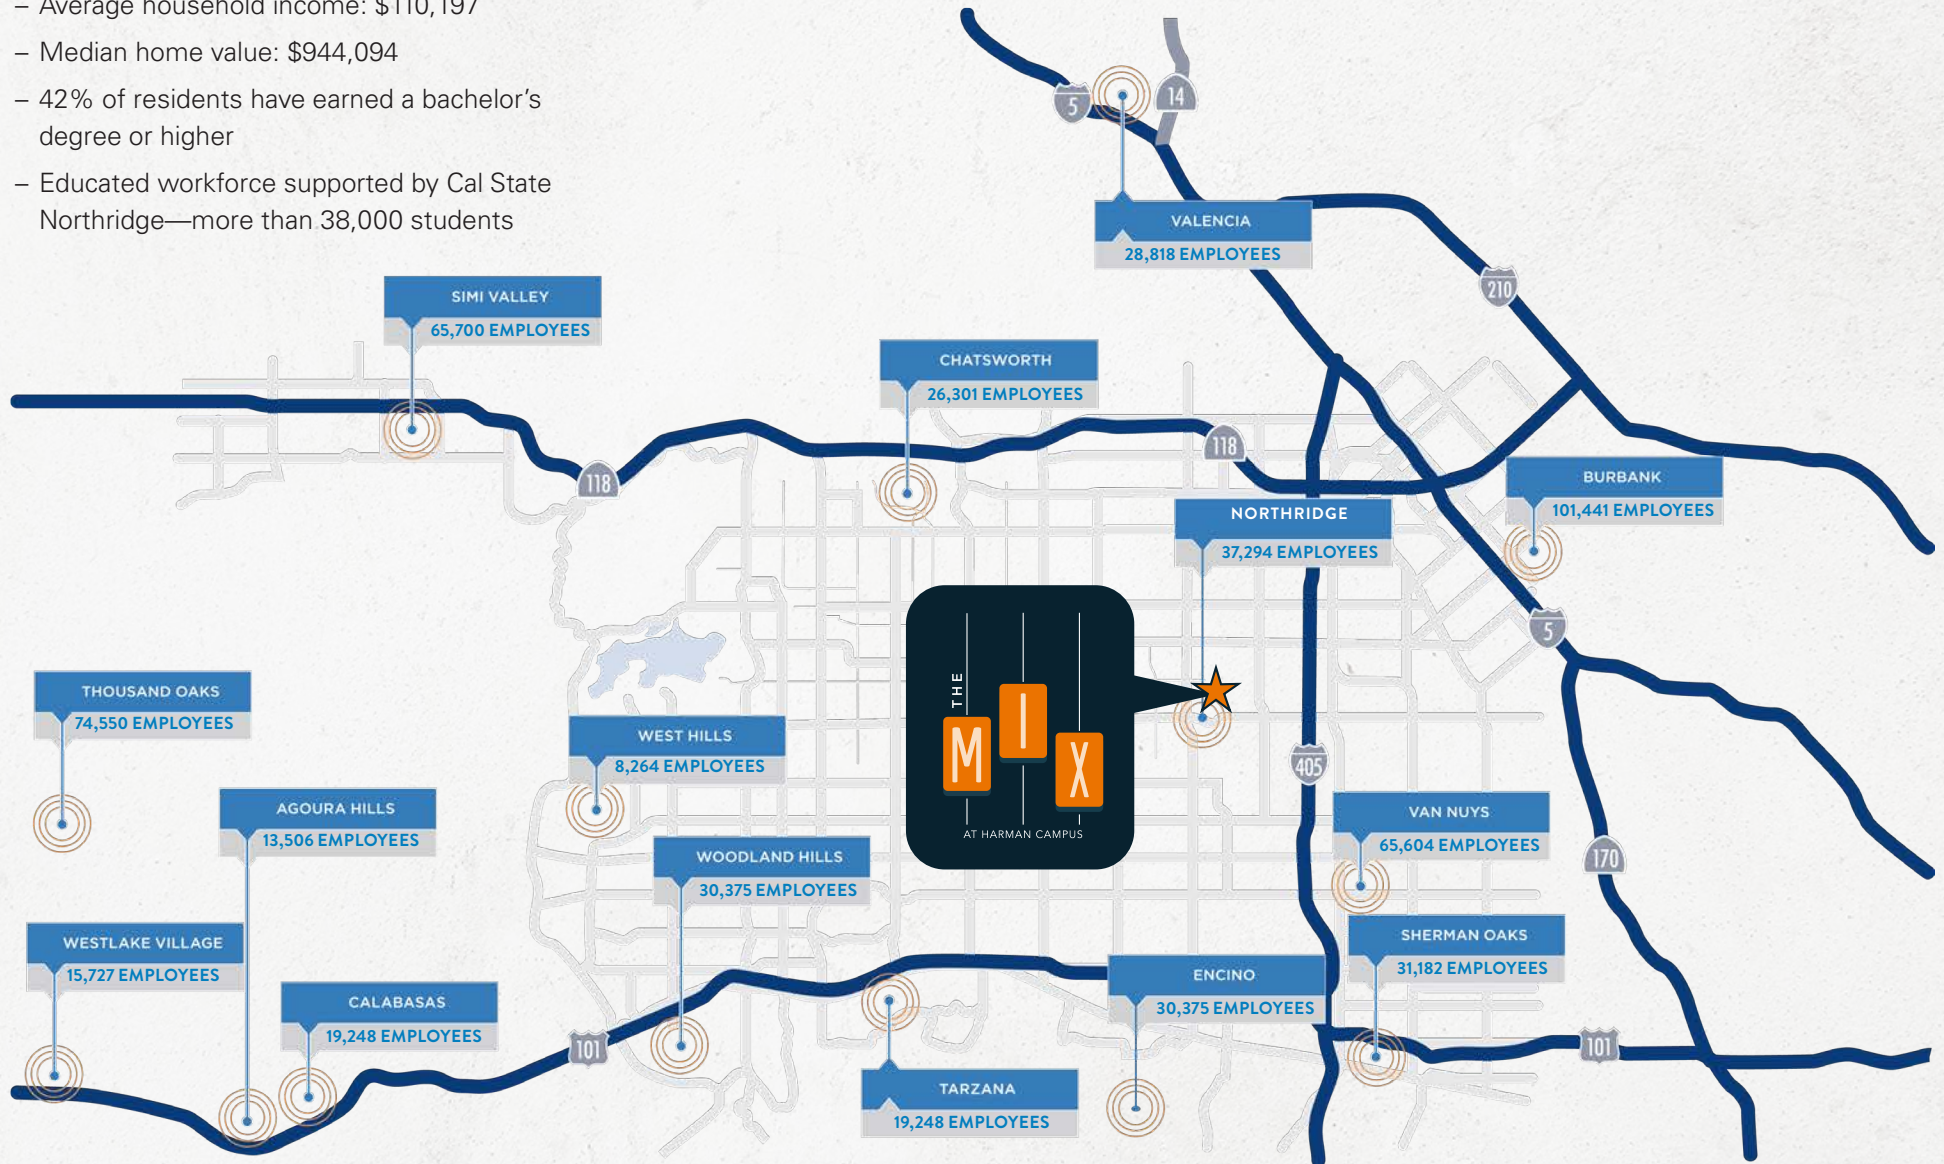 – Average household income: $110,197
– Median home value: $944,094
– 42% of residents have earned a bachelor’s
degree or higher
– Educated workforce supported by Cal State
Northridge—more than 38,000 students
5
14
VALENCIA
28,818 EMPLOYEES
210
SIMI VALLEY
65,700 EMPLOYEES
CHATSWORTH
26,301 EMPLOYEES
118
118
BURBANK
101,441 EMPLOYEES
NORTHRIDGE
37,294 EMPLOYEES
5
THE
MIX
AT HARMAN CAMPUS
THOUSAND OAKS
74,550 EMPLOYEES
WEST HILLS
8,264 EMPLOYEES
405
AGOURA HILLS
13,506 EMPLOYEES
VAN NUYS
65,604 EMPLOYEES
170
WOODLAND HILLS
30,375 EMPLOYEES
WESTLAKE VILLAGE
15,727 EMPLOYEES
SHERMAN OAKS
31,182 EMPLOYEES
CALABASAS
19,248 EMPLOYEES
ENCINO
30,375 EMPLOYEES
101
101
TARZANA
19,248 EMPLOYEES